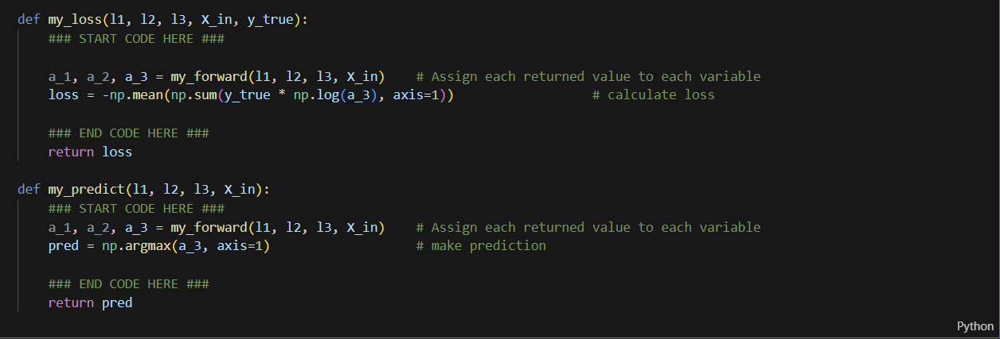 def my_loss(l1, l2, l3, X_in, y_true):
    ### START CODE HERE ###
    a_1, a_2, a_3 = my_forward(l1, l2, l3, X_in)    # Assign each returned value to each variable
    loss = -np.mean(np.sum(y_true * np.log(a_3), axis=1))                  # calculate loss
    ### END CODE HERE ###
    return loss
def my_predict(l1, l2, l3, X_in):
    ### START CODE HERE ###
    a_1, a_2, a_3 = my_forward(l1, l2, l3, X_in)    # Assign each returned value to each variable
    pred = np.argmax(a_3, axis=1)                   # make prediction
    ### END CODE HERE ###
    return pred
Python